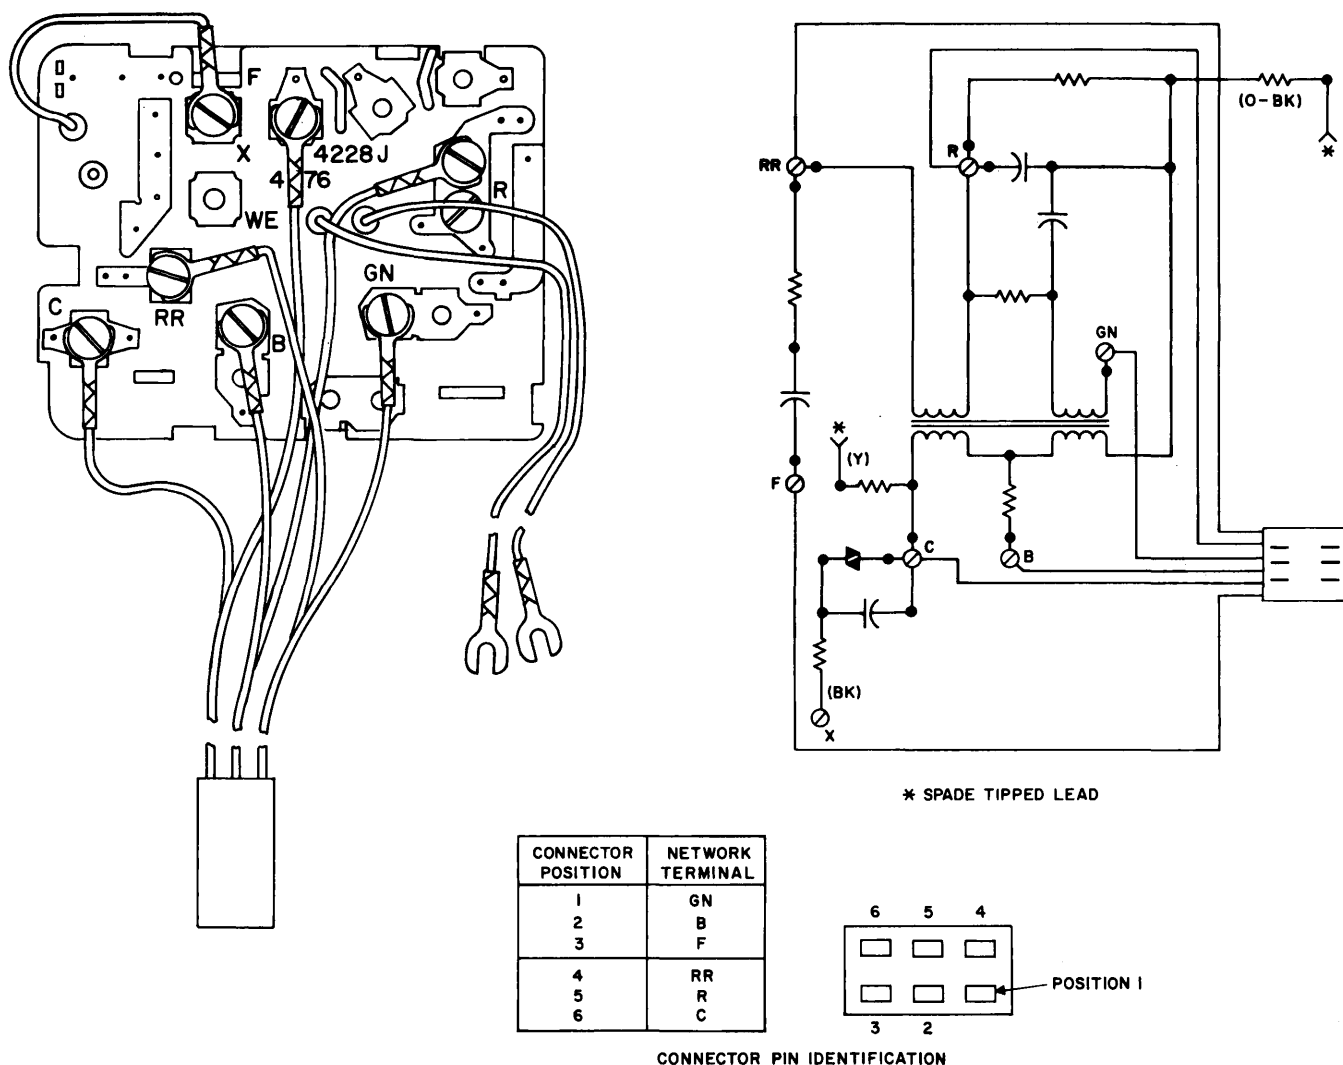 F
X
4228J
4 76
R
WE
GN
C
RR
B
(O-BK)
*
RR
R
GN
*
(Y)
F
C
B
(BK)
X
* SPADE TIPPED LEAD
CONNECTOR POSITION NETWORK TERMINAL
1 GN
2 B
3 F
4 RR
5 R
6 C
6 5 4
POSITION 1
3 2
CONNECTOR PIN IDENTIFICATION